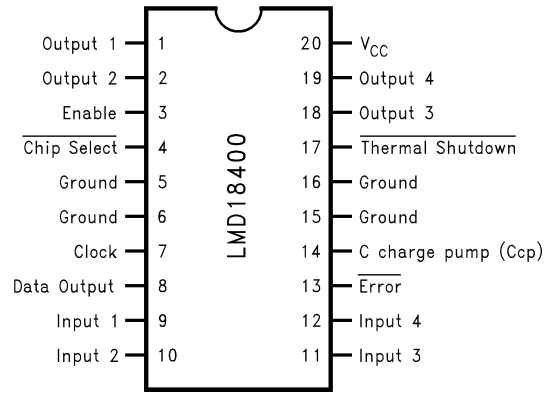 Output 1 1 20 V_CC
Output 2 2 19 Output 4
Enable 3 18 Output 3
Chip Select 4 17 Thermal Shutdown
Ground 5 16 Ground
Ground 6 15 Ground
LMD18400
Clock 7 14 C charge pump (Ccp)
Data Output 8 13 Error
Input 1 9 12 Input 4
Input 2 10 11 Input 3